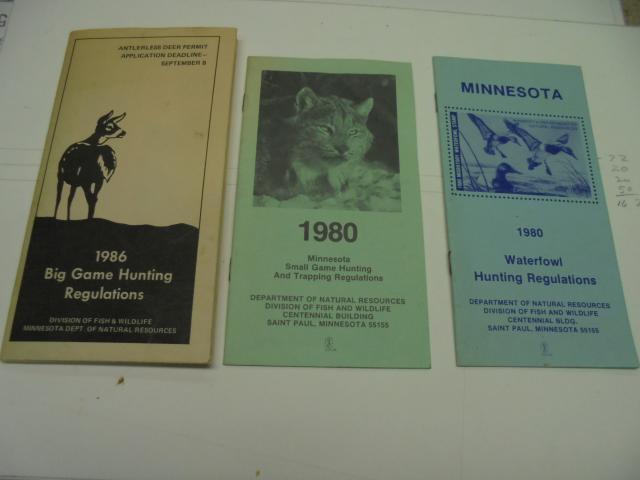 ANTLERLESS DEER PERMIT
APPLICATION DEADLINE—
SEPTEMBER 8
1986
Big Game Hunting
Regulations
DIVISION OF FISH & WILDLIFE
MINNESOTA DEPT. OF NATURAL RESOURCES
1980
Minnesota
Small Game Hunting
And Trapping Regulations
DEPARTMENT OF NATURAL RESOURCES
DIVISION OF FISH AND WILDLIFE
CENTENNIAL BUILDING
SAINT PAUL, MINNESOTA 55155
MINNESOTA
1980
Waterfowl
Hunting Regulations
DEPARTMENT OF NATURAL RESOURCES
DIVISION OF FISH AND WILDLIFE
CENTENNIAL BLDG.
SAINT PAUL, MINNESOTA 55155
20